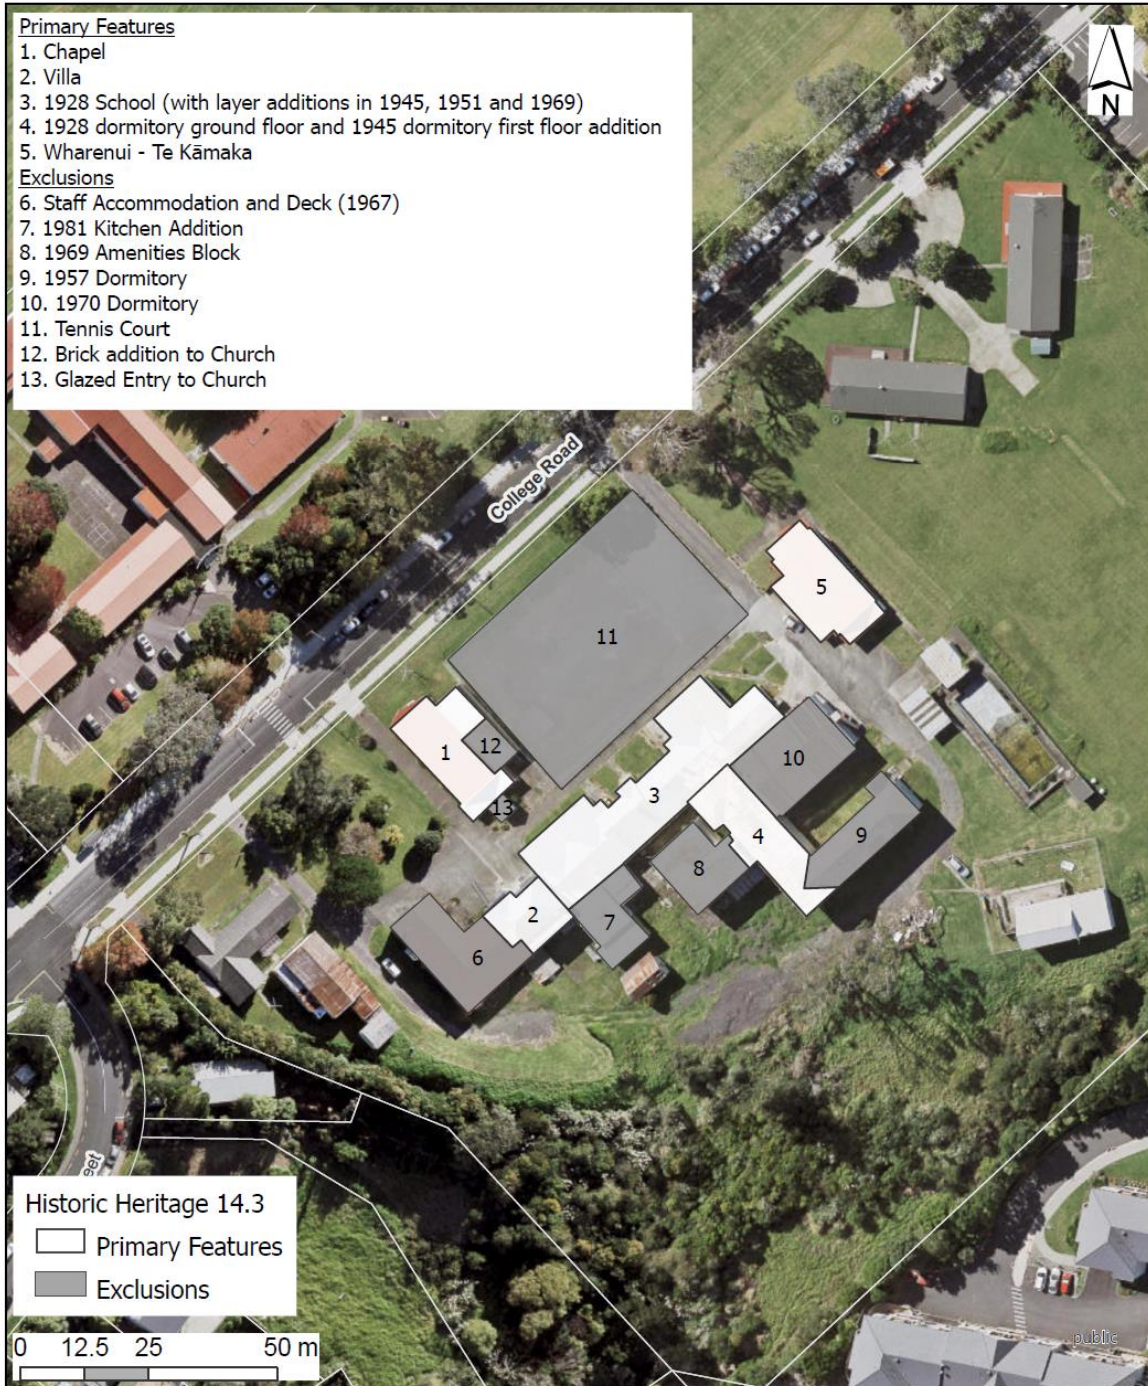 Primary Features
1. Chapel
2. Villa
3. 1928 School (with layer additions in 1945, 1951 and 1969)
4. 1928 dormitory ground floor and 1945 dormitory first floor addition
5. Wharenui - Te Kāmaka
Exclusions
6. Staff Accommodation and Deck (1967)
7. 1981 Kitchen Addition
8. 1969 Amenities Block
9. 1957 Dormitory
10. 1970 Dormitory
11. Tennis Court
12. Brick addition to Church
13. Glazed Entry to Church
N
College Road
5
11
1
12
13
3
10
4
9
8
2
7
6
eet
Historic Heritage 14.3
Primary Features
Exclusions
0 12.5 25 50 m
public